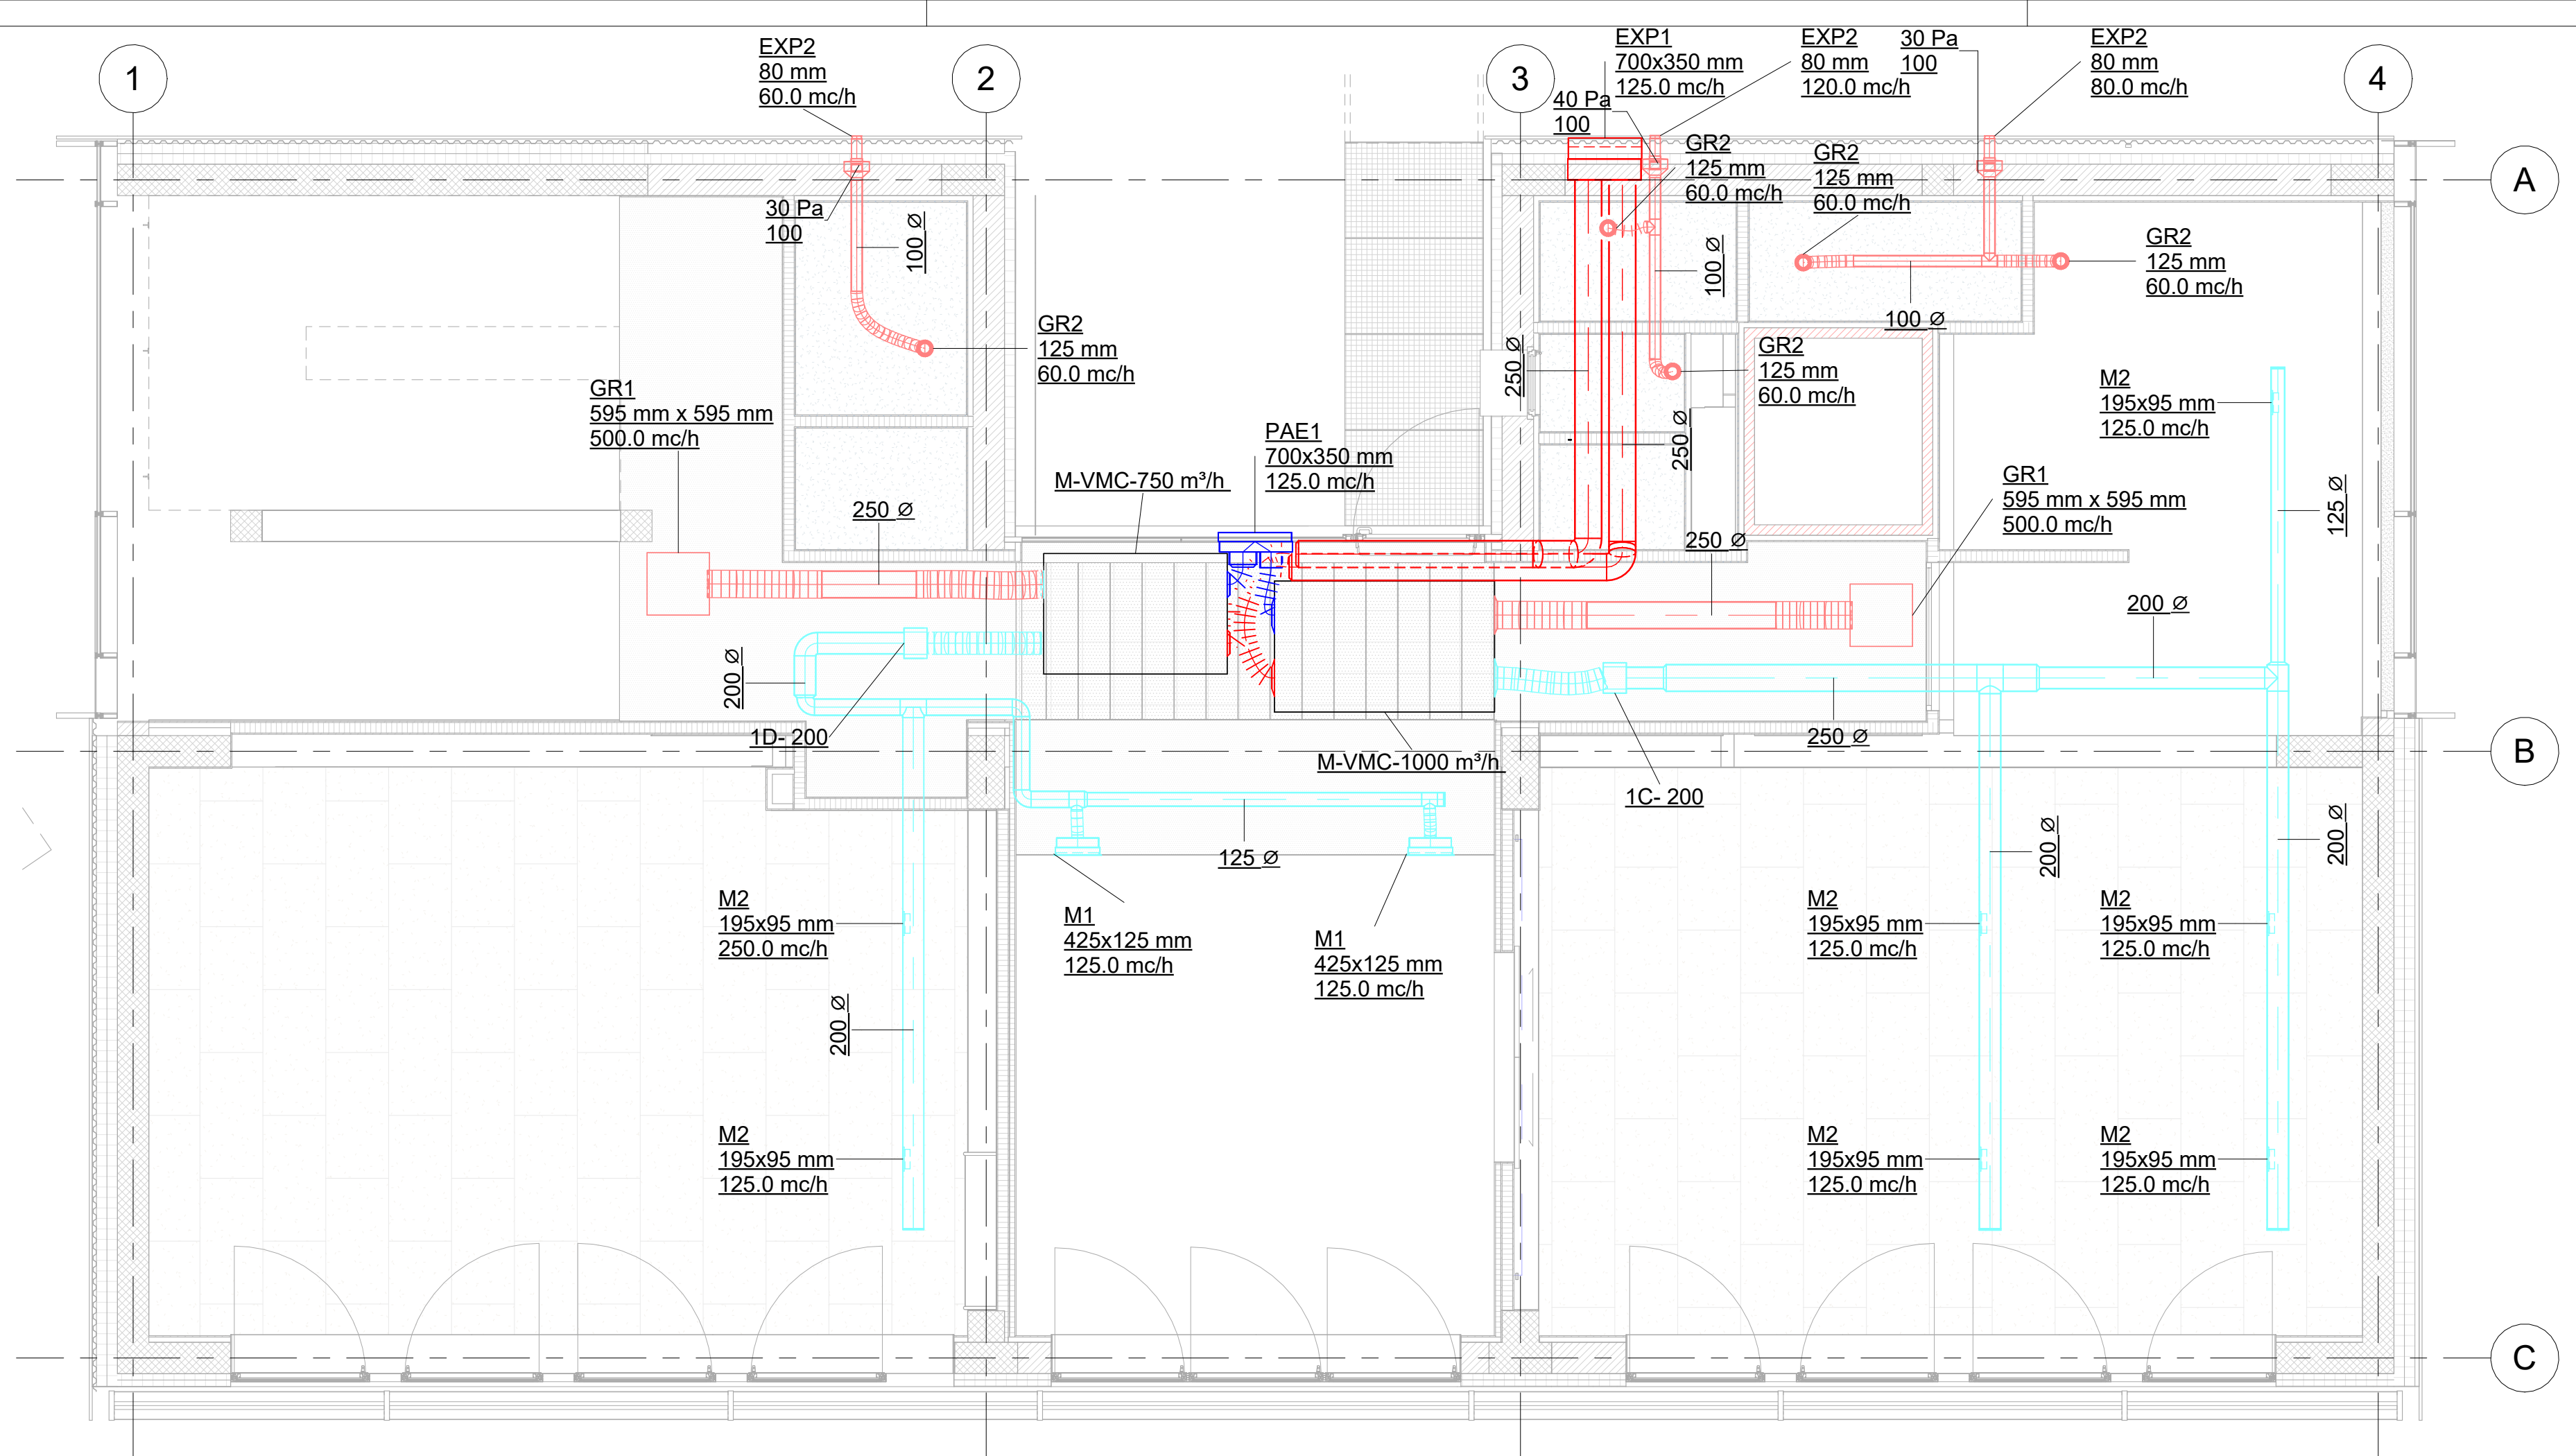 1
2
3
4
A
B
C
EXP2
80 mm
60.0 mc/h
EXP1
700x350 mm
125.0 mc/h
EXP2
80 mm
120.0 mc/h
30 Pa
100
EXP2
80 mm
80.0 mc/h
40 Pa
100
GR2
125 mm
60.0 mc/h
GR2
125 mm
60.0 mc/h
30 Pa
100
100 Ø
100 Ø
GR2
125 mm
60.0 mc/h
100 Ø
GR2
125 mm
60.0 mc/h
250 Ø
GR2
125 mm
60.0 mc/h
GR1
595 mm x 595 mm
500.0 mc/h
M2
195x95 mm
125.0 mc/h
PAE1
700x350 mm
125.0 mc/h
250 Ø
M-VMC-750 m³/h
GR1
595 mm x 595 mm
500.0 mc/h
125 Ø
250 Ø
250 Ø
200 Ø
200 Ø
1D- 200
250 Ø
M-VMC-1000 m³/h
1C- 200
125 Ø
200 Ø
200 Ø
M2
195x95 mm
250.0 mc/h
M1
425x125 mm
125.0 mc/h
M1
425x125 mm
125.0 mc/h
M2
195x95 mm
125.0 mc/h
M2
195x95 mm
125.0 mc/h
200 Ø
M2
195x95 mm
125.0 mc/h
M2
195x95 mm
125.0 mc/h
M2
195x95 mm
125.0 mc/h